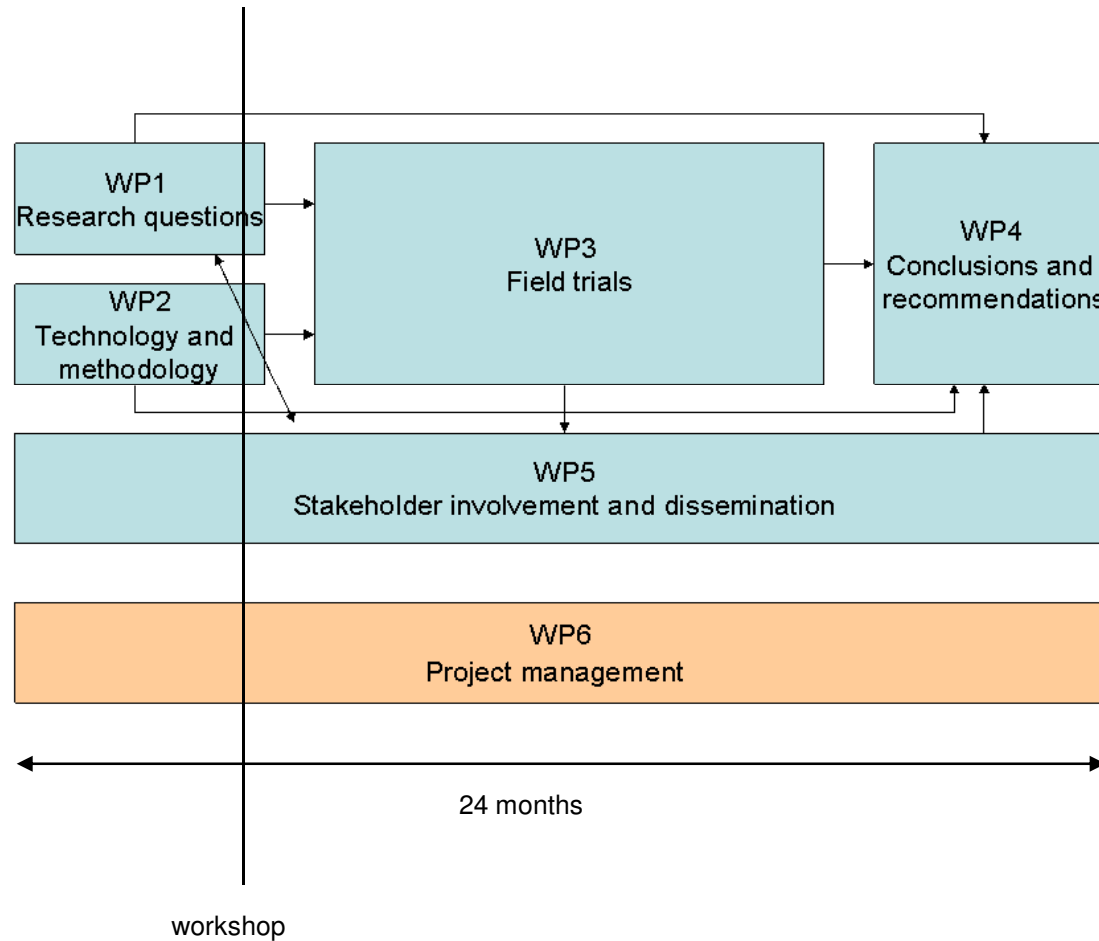 WP1
Research questions
WP2
Technology and
methodology
WP3
Field trials
WP4
Conclusions and
recommendations
WP5
Stakeholder involvement and dissemination
WP6
Project management
24 months
workshop